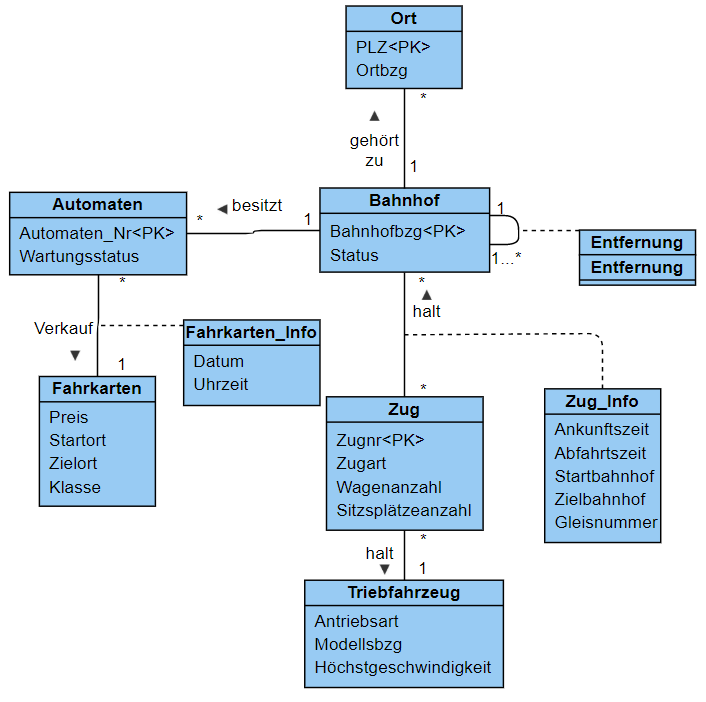 Ort
PLZ<PK>
Ortbzg
*
gehört
zu
1
Automaten
Automaten_Nr<PK>
Wartungsstatus
*
besitzt
1
Bahnhof
Bahnhofbzg<PK>
Status
1
1...*
Entfernung
Entfernung
*
Verkauf
1
Fahrkarten_Info
Datum
Uhrzeit
*
halt
*
Fahrkarten
Preis
Startort
Zielort
Klasse
Zug
Zugnr<PK>
Zugart
Wagenanzahl
Sitzsplätzeanzahl
Zug_Info
Ankunftszeit
Abfahrtszeit
Startbahnhof
Zielbahnhof
Gleisnummer
*
halt
1
Triebfahrzeug
Antriebsart
Modellsbzg
Höchstgeschwindigkeit